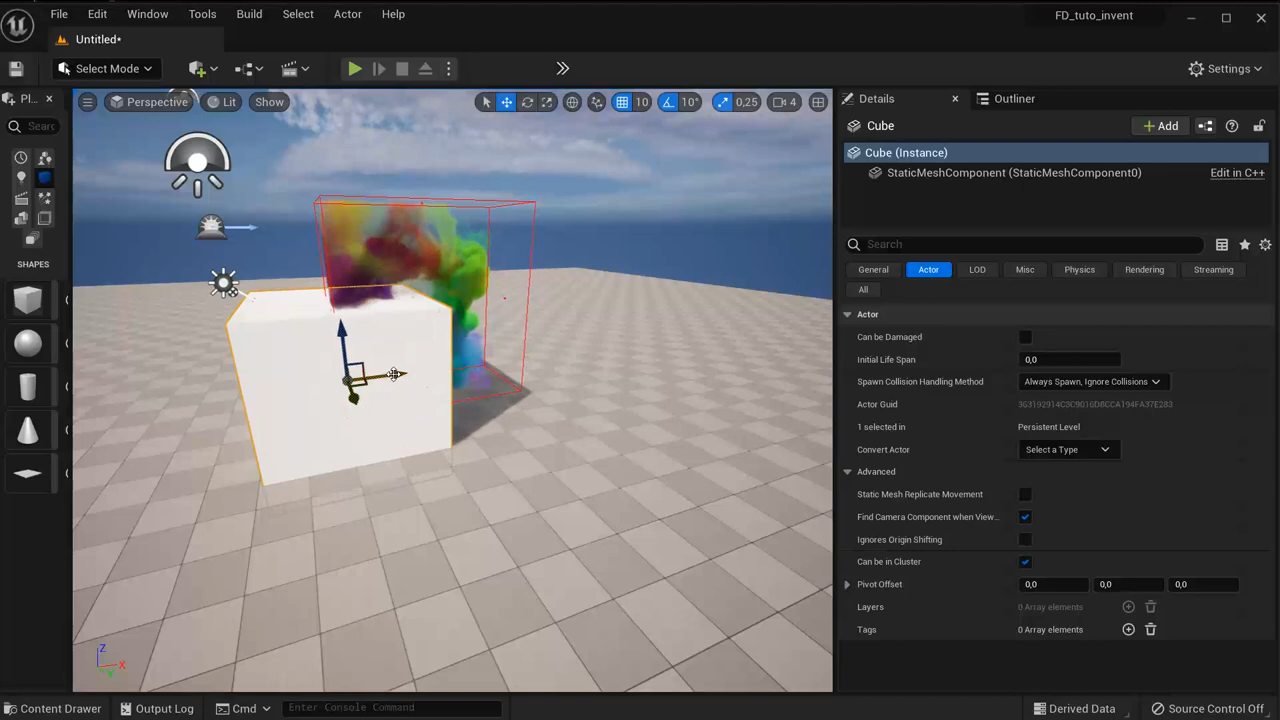 File Edit Window Tools Build Select Actor Help
FD_tuto_invent
Untitled*
Select Mode
Settings
Pl...
Perspective Lit Show
10 10° 0,25 4
Details
Outliner
Searc
Cube
Add
Cube (Instance)
StaticMeshComponent (StaticMeshComponent0)
Edit in C++
Search
SHAPES
General Actor LOD Misc Physics Rendering Streaming
All
Actor
Can be Damaged
Initial Life Span 0,0
Spawn Collision Handling Method Always Spawn, Ignore Collisions
Actor Guid
1 selected in Persistent Level
Convert Actor Select a Type
Advanced
Static Mesh Replicate Movement
Find Camera Component when View...
Ignores Origin Shifting
Can be in Cluster
Pivot Offset 0,0 0,0 0,0
Layers 0 Array elements
Tags 0 Array elements
Z
X
Y
Content Drawer Output Log Cmd Enter Console Command Derived Data Source Control Off